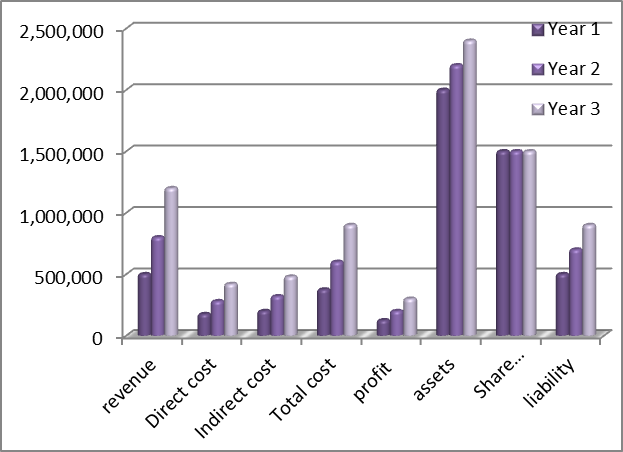 2,500,000
2,000,000
1,500,000
1,000,000
500,000
0
revenue
Direct cost
Indirect cost
Total cost
profit
assets
Share...
liability
Year 1
Year 2
Year 3